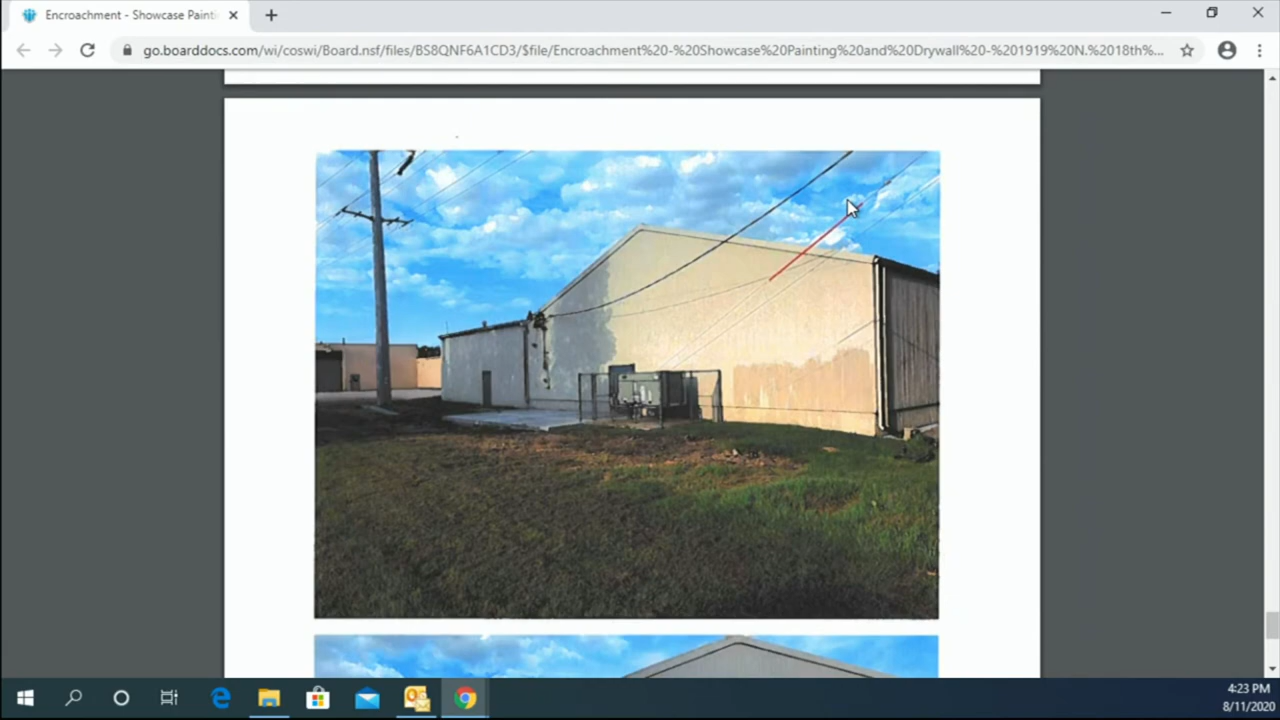 Encroachment - Showcase Painti
go.boarddocs.com/wi/coswi/Board.nsf/files/BS8QNF6A1CD3/$file/Encroachment%20-%20Showcase%20Painting%20and%20Drywall%20-%201919%20N.%2018th%...
4:23 PM
8/11/2020